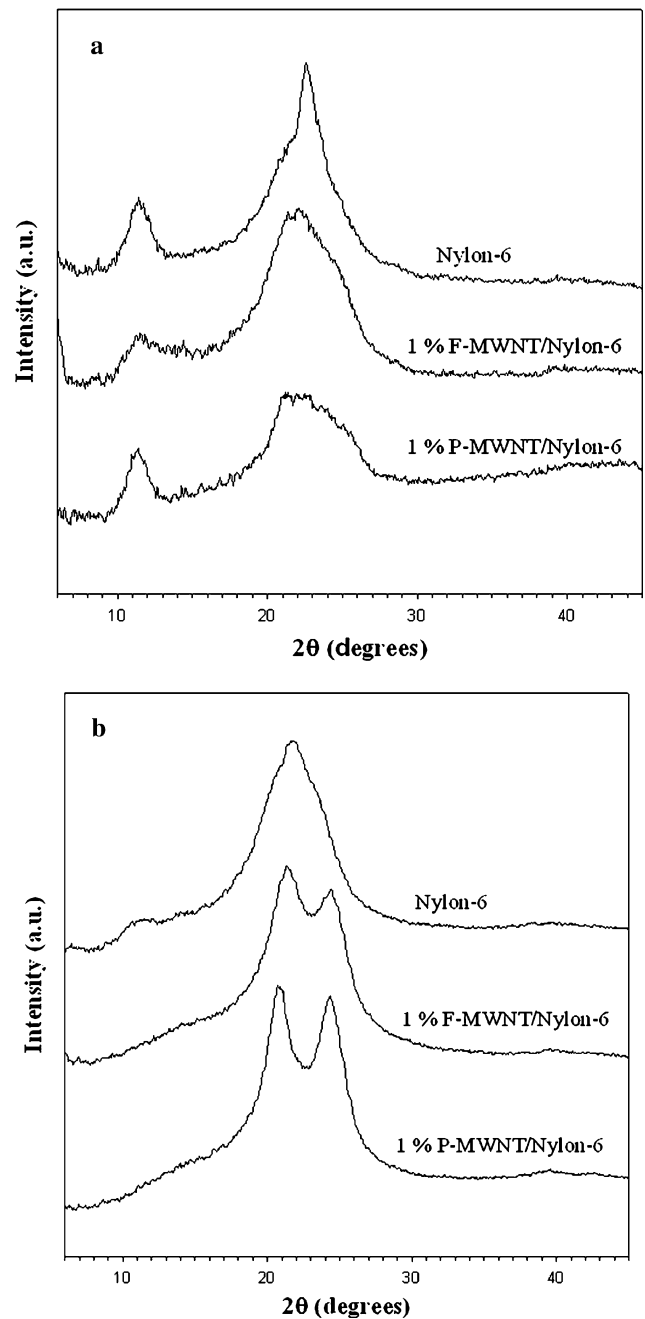 a
Intensity (a.u.)
Nylon-6
1 % F-MWNT/Nylon-6
1 % P-MWNT/Nylon-6
10 20 30 40
2θ (degrees)
b
Intensity (a.u.)
Nylon-6
1 % F-MWNT/Nylon-6
1 % P-MWNT/Nylon-6
10 20 30 40
2θ (degrees)